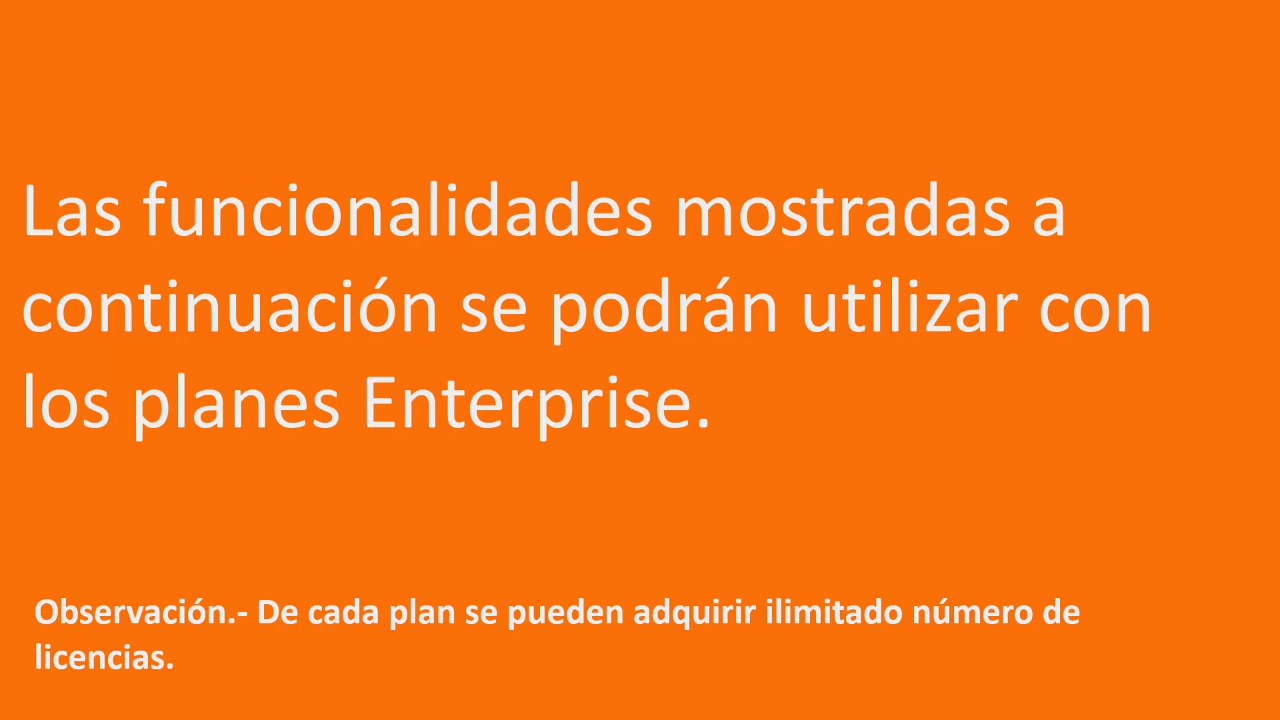 Las funcionalidades mostradas a
continuación se podrán utilizar con
los planes Enterprise.
Observación.- De cada plan se pueden adquirir ilimitado número de
licencias.